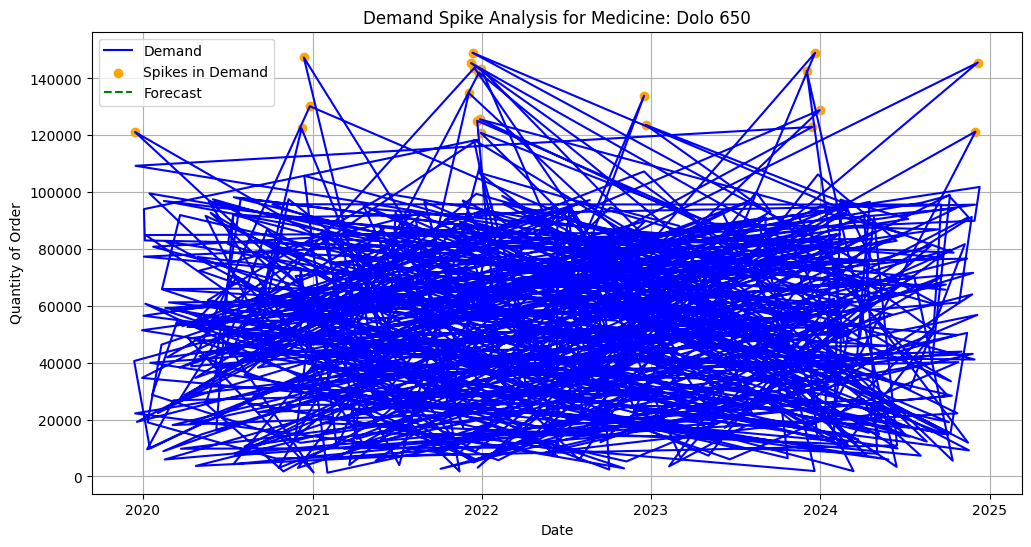 Demand Spike Analysis for Medicine: Dolo 650
Demand
Spikes in Demand
Forecast
Quantity of Order
140000
120000
100000
80000
60000
40000
20000
0
2020 2021 2022 2023 2024 2025
Date